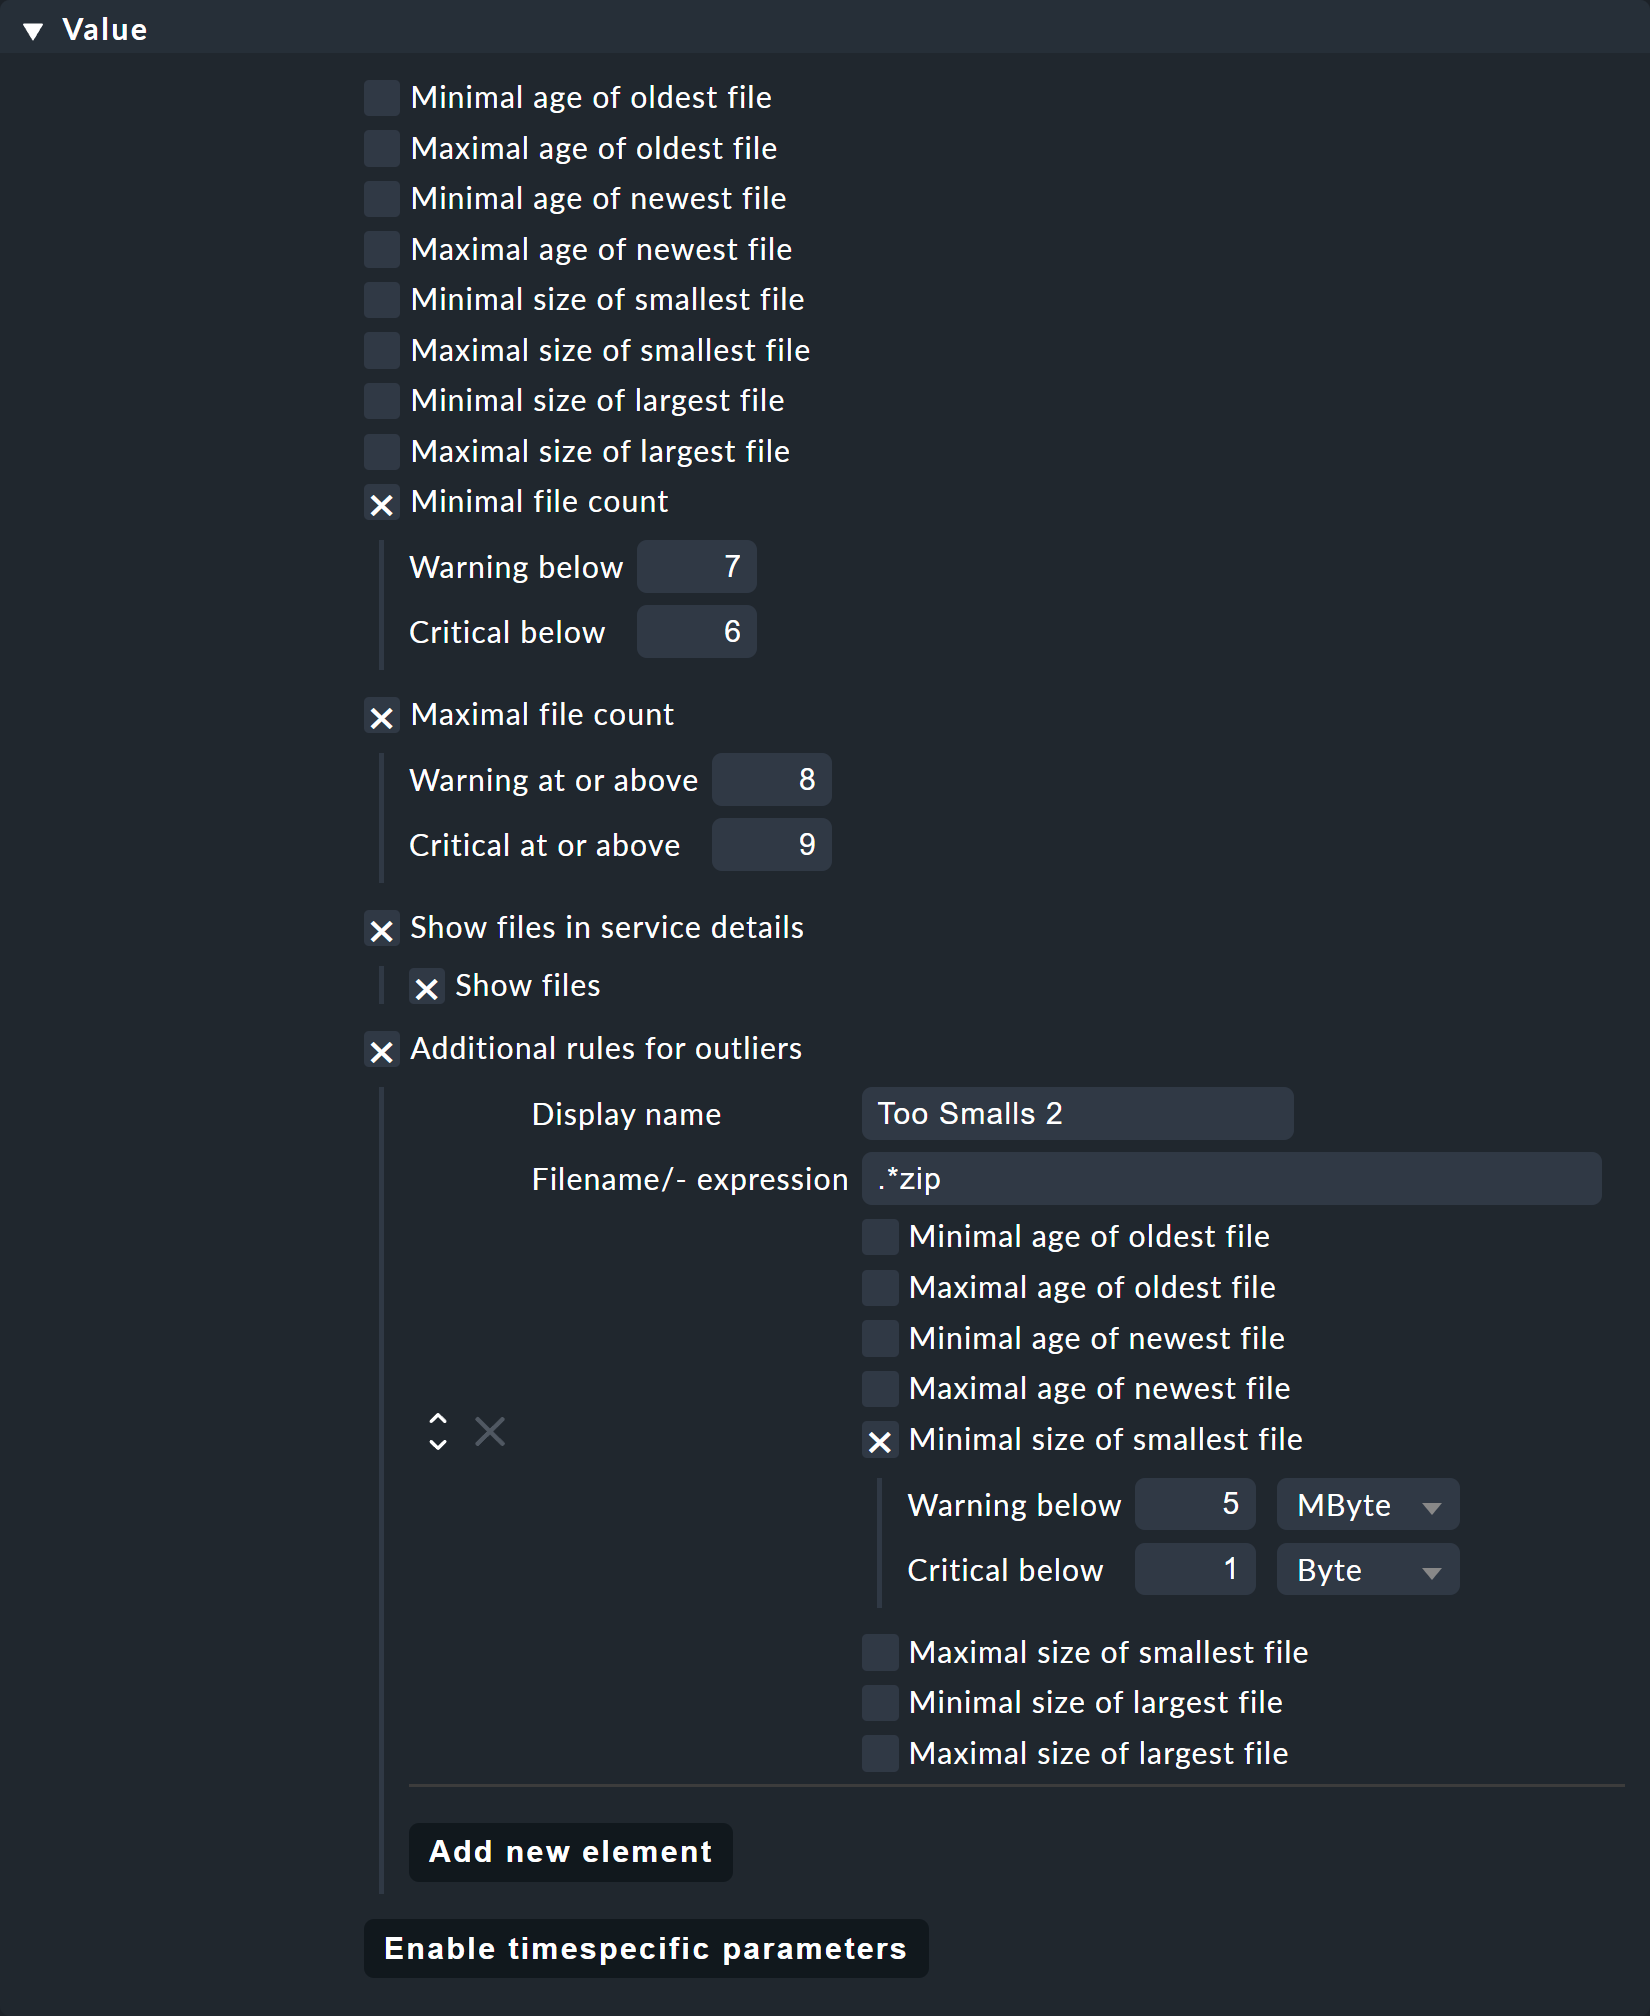 Value
Minimal age of oldest file
Maximal age of oldest file
Minimal age of newest file
Maximal age of newest file
Minimal size of smallest file
Maximal size of smallest file
Minimal size of largest file
Maximal size of largest file
Minimal file count
Warning below 7
Critical below 6
Maximal file count
Warning at or above 8
Critical at or above 9
Show files in service details
Show files
Additional rules for outliers
Display name Too Smalls 2
Filename/- expression .*zip
Minimal age of oldest file
Maximal age of oldest file
Minimal age of newest file
Maximal age of newest file
Minimal size of smallest file
Warning below 5 MByte
Critical below 1 Byte
Maximal size of smallest file
Minimal size of largest file
Maximal size of largest file
Add new element
Enable timespecific parameters